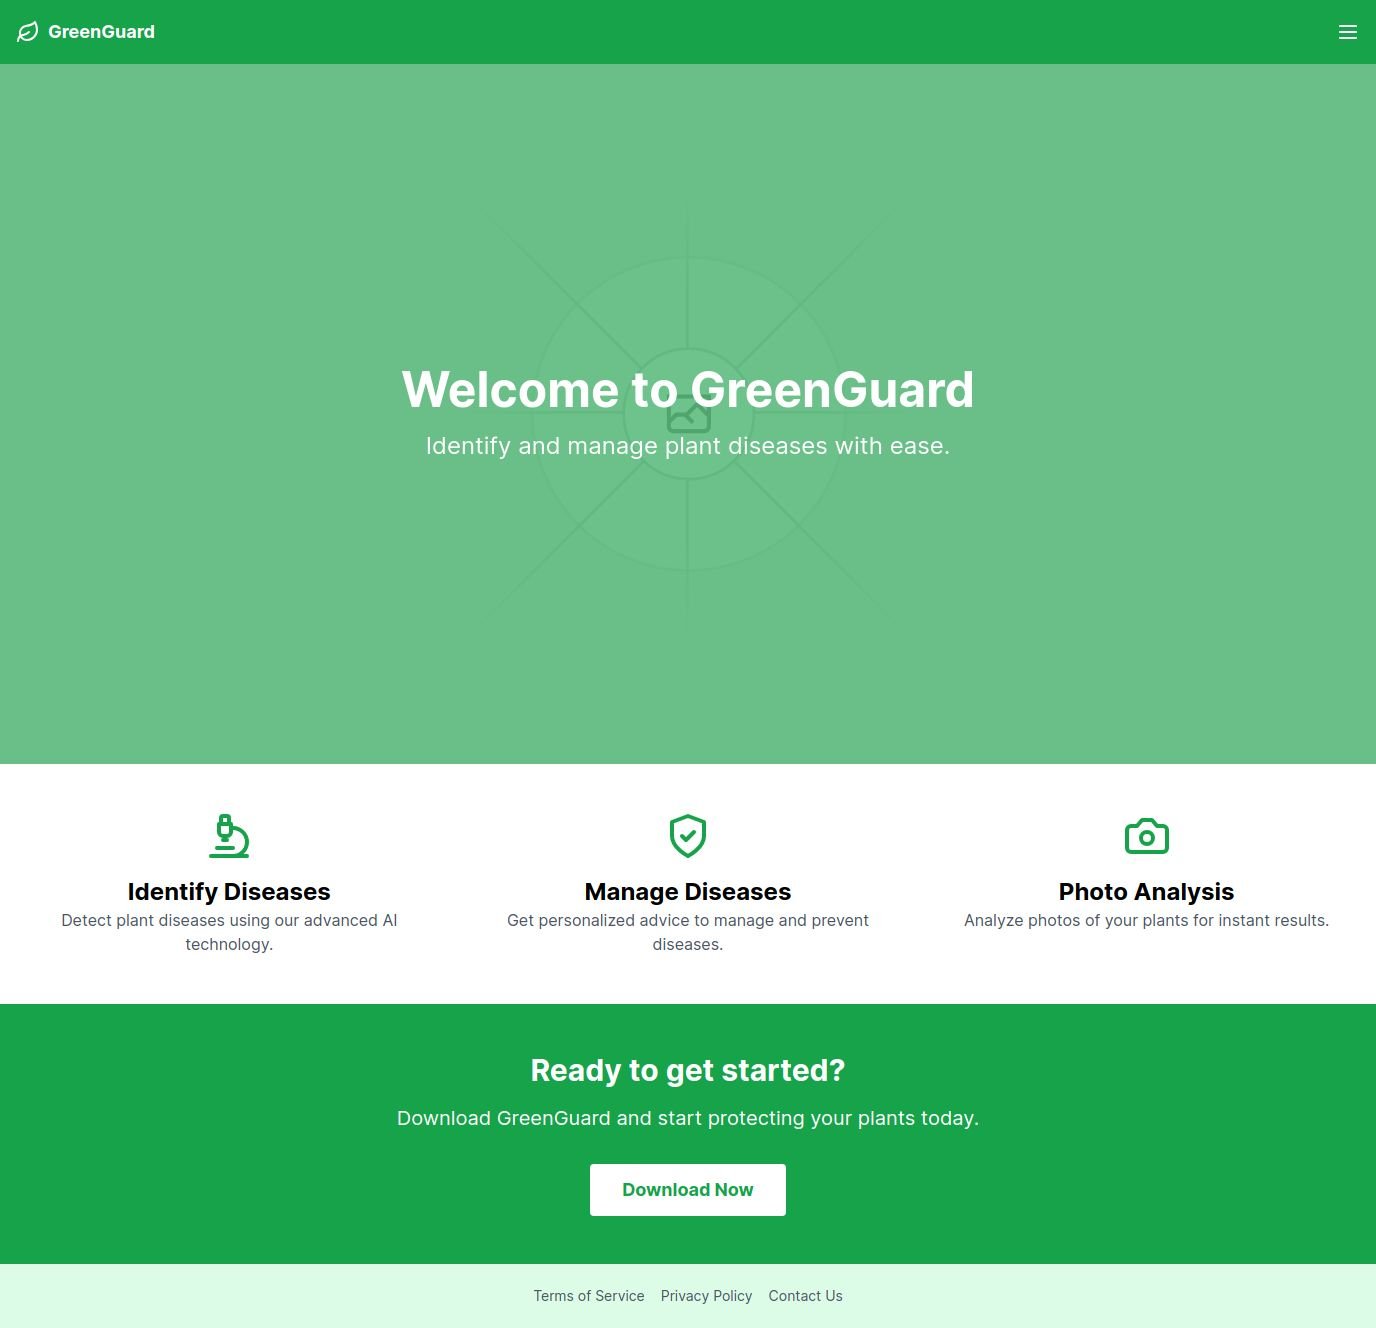 GreenGuard
Welcome to GreenGuard
Identify and manage plant diseases with ease.
Identify Diseases
Detect plant diseases using our advanced AI
technology.
Manage Diseases
Get personalized advice to manage and prevent
diseases.
Photo Analysis
Analyze photos of your plants for instant results.
Ready to get started?
Download GreenGuard and start protecting your plants today.
Download Now
Terms of Service Privacy Policy Contact Us